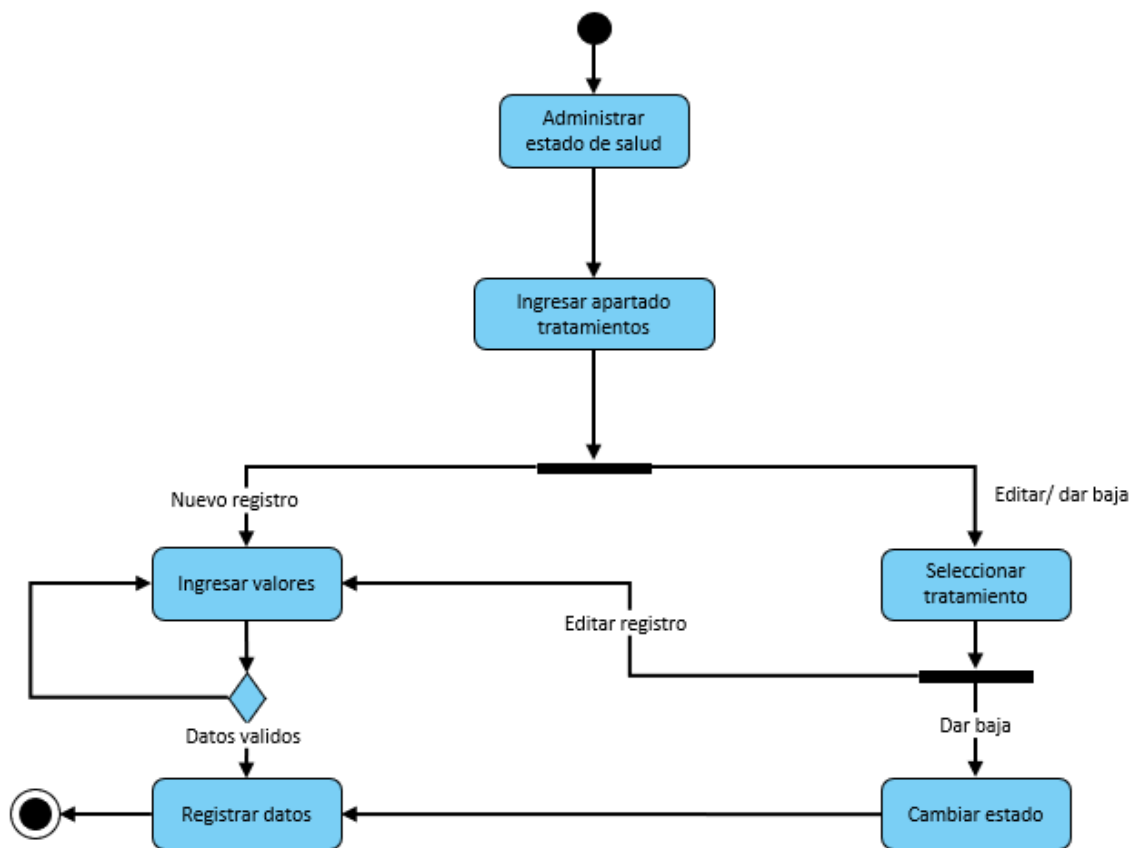 Administrar
estado de salud
Ingresar apartado
tratamientos
Nuevo registro
Editar/ dar baja
Ingresar valores
Seleccionar
tratamiento
Editar registro
Datos validos
Dar baja
Registrar datos
Cambiar estado